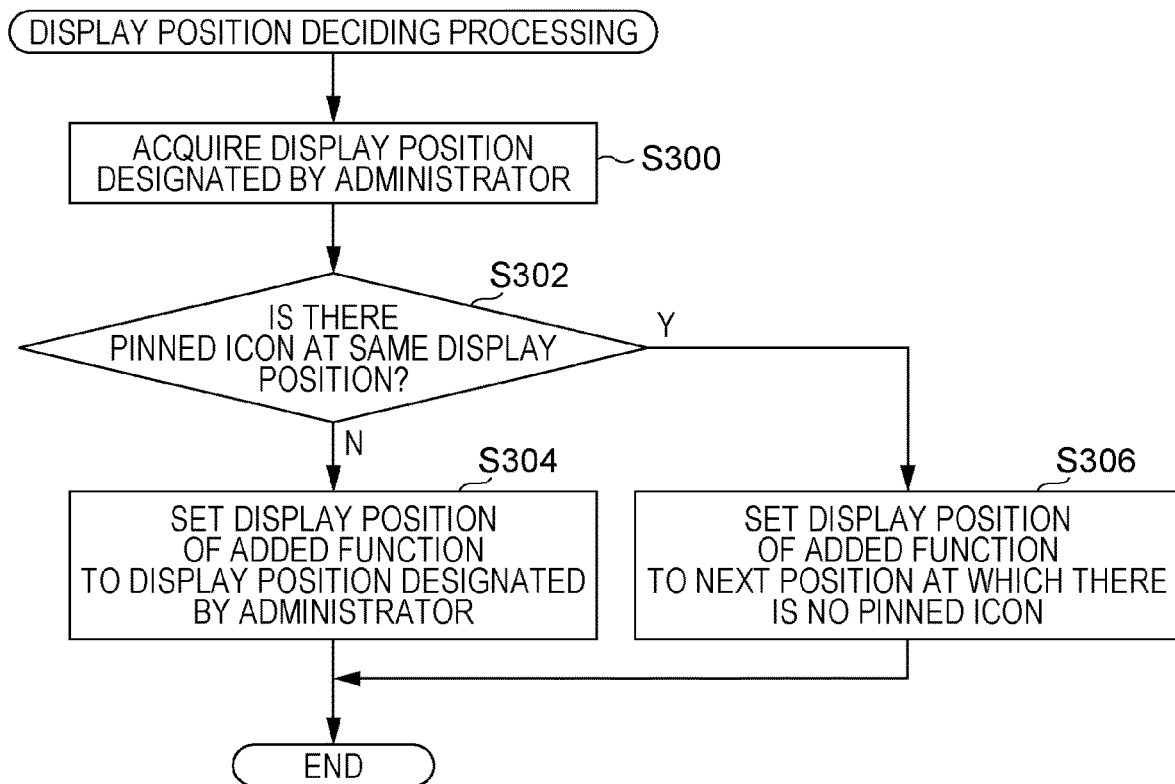 DISPLAY POSITION DECIDING PROCESSING
ACQUIRE DISPLAY POSITION
DESIGNATED BY ADMINISTRATOR
S300
S302
IS THERE
PINNED ICON AT SAME DISPLAY
POSITION?
Y
N
S304
SET DISPLAY POSITION
OF ADDED FUNCTION
TO DISPLAY POSITION DESIGNATED
BY ADMINISTRATOR
S306
SET DISPLAY POSITION
OF ADDED FUNCTION
TO NEXT POSITION AT WHICH THERE
IS NO PINNED ICON
END